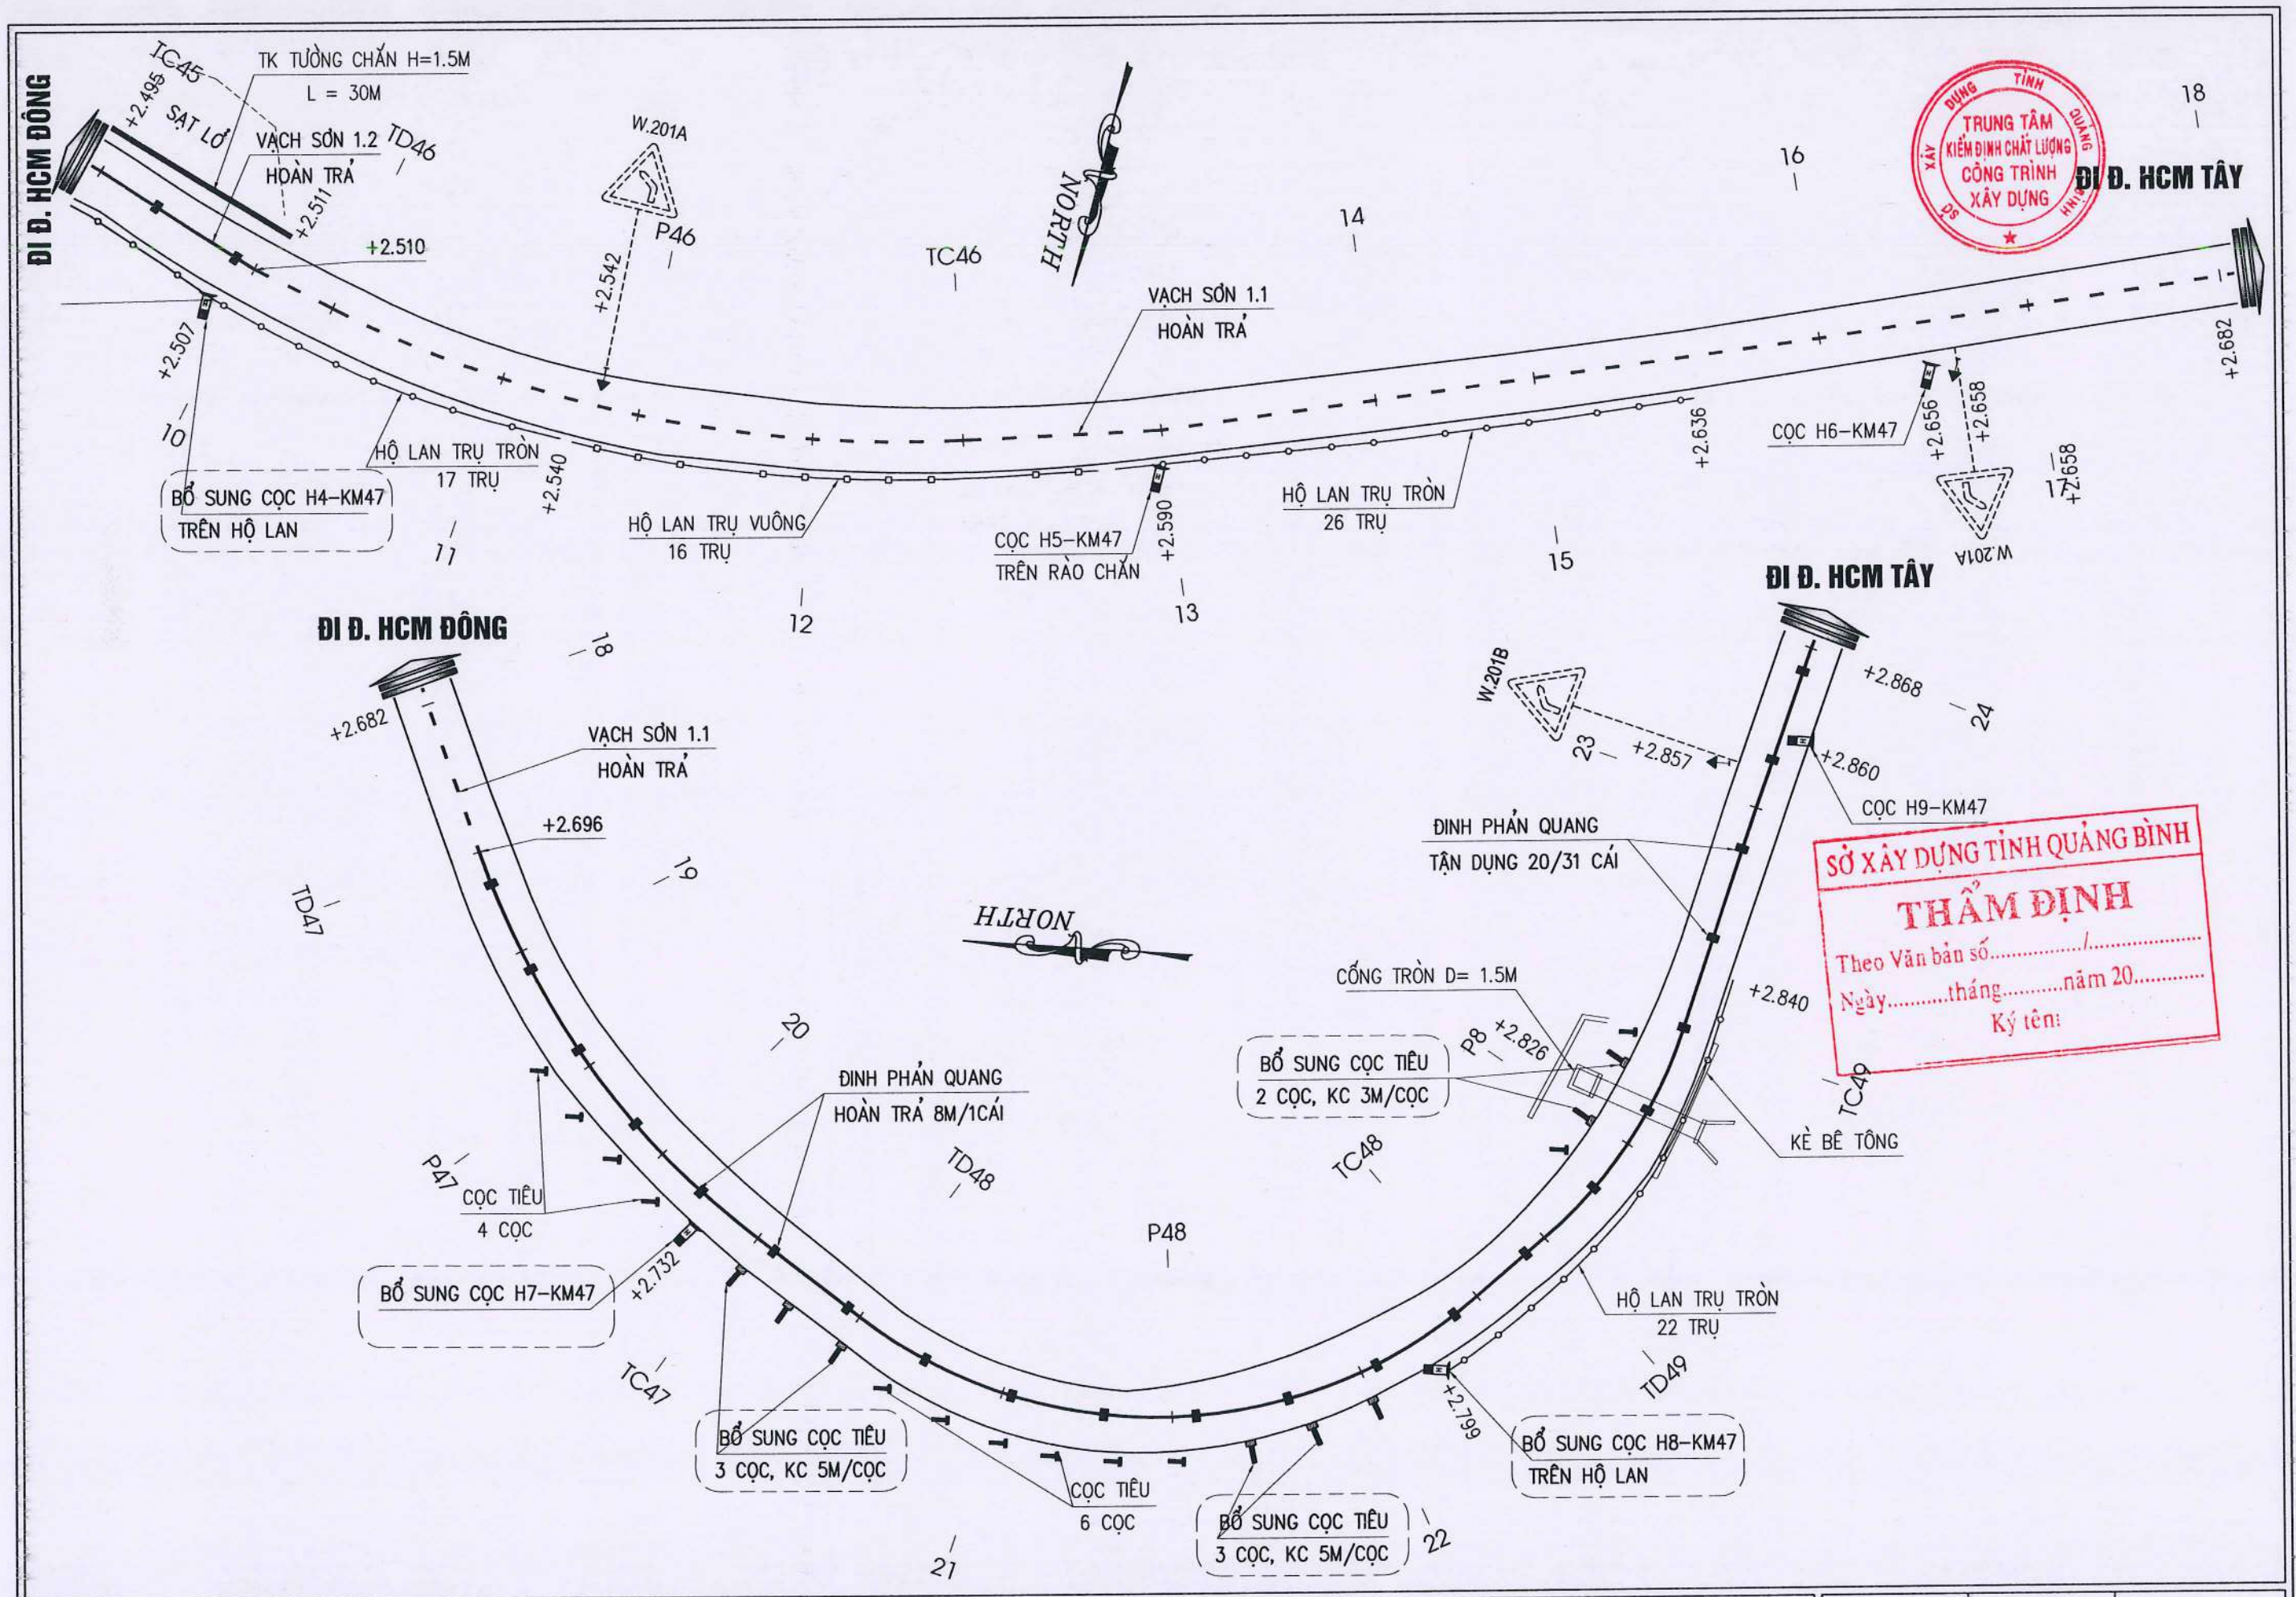 ĐI Đ. HCM ĐÔNG
TC45
+2.495
SẠT LỞ
TK TƯỜNG CHẮN H=1.5M
L = 30M
VẠCH SƠN 1.2
HOÀN TRẢ
TD46
+2.511
+2.510
W.201A
P46
+2.542
TC46
NORTH
14
VẠCH SƠN 1.1
HOÀN TRẢ
16
18
XÂY DỰNG TỈNH QUẢNG BÌNH
SỞ
TRUNG TÂM
KIỂM ĐỊNH CHẤT LƯỢNG
CÔNG TRÌNH
XÂY DỰNG
ĐI Đ. HCM TÂY
+2.682
+2.507
10
HỘ LAN TRỤ TRÒN
17 TRỤ
+2.540
BỔ SUNG CỌC H4-KM47
TRÊN HỘ LAN
11
HỘ LAN TRỤ VUÔNG
16 TRỤ
12
CỌC H5-KM47
TRÊN RÀO CHẮN
+2.590
13
HỘ LAN TRỤ TRÒN
26 TRỤ
15
+2.636
CỌC H6-KM47
+2.656
+2.658
17
+2.658
W.201A
ĐI Đ. HCM ĐÔNG
18
+2.682
VẠCH SƠN 1.1
HOÀN TRẢ
+2.696
19
TD47
20
NORTH
ĐI Đ. HCM TÂY
W.201B
+2.868
24
23
+2.857
+2.860
CỌC H9-KM47
ĐINH PHẢN QUANG
TẬN DỤNG 20/31 CÁI
SỞ XÂY DỰNG TỈNH QUẢNG BÌNH
THẨM ĐỊNH
Theo Văn bản số............../..................
Ngày..........tháng..........năm 20............
Ký tên:
CỐNG TRÒN D= 1.5M
+2.840
P8
+2.826
BỔ SUNG CỌC TIÊU
2 CỌC, KC 3M/CỌC
TC49
KÈ BÊ TÔNG
ĐINH PHẢN QUANG
HOÀN TRẢ 8M/1CÁI
P47
CỌC TIÊU
4 CỌC
TD48
TC48
P48
BỔ SUNG CỌC H7-KM47
+2.732
TC47
HỘ LAN TRỤ TRÒN
22 TRỤ
TD49
+2.799
BỔ SUNG CỌC TIÊU
3 CỌC, KC 5M/CỌC
CỌC TIÊU
6 CỌC
BỔ SUNG CỌC H8-KM47
TRÊN HỘ LAN
BỔ SUNG CỌC TIÊU
3 CỌC, KC 5M/CỌC
22
21